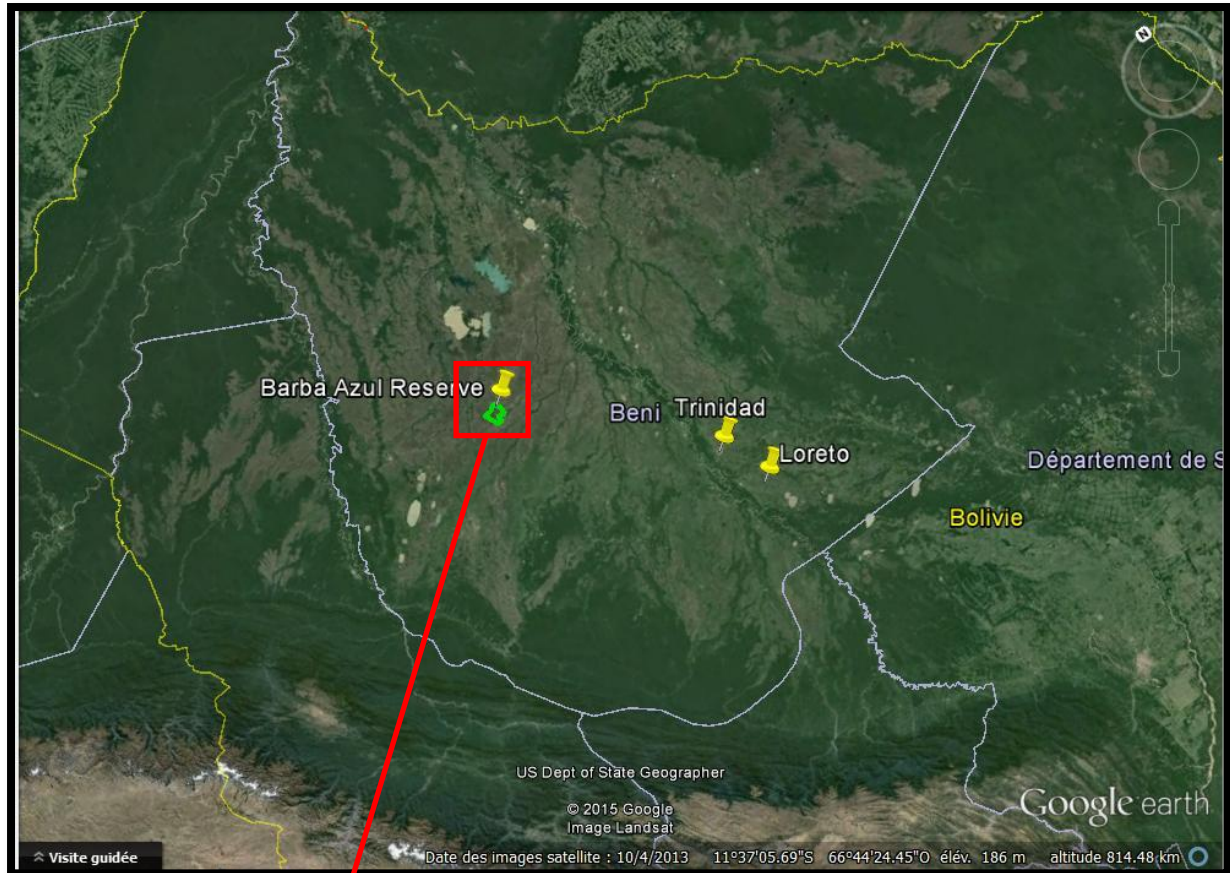 N
Barba Azul Reserve
Beni
Trinidad
Loreto
Département de S
Bolivie
US Dept of State Geographer
© 2015 Google
Image Landsat
Google earth
Visite guidée
Date des images satellite : 10/4/2013 11°37'05.69"S 66°44'24.45"O élév. 186 m altitude 814.48 km